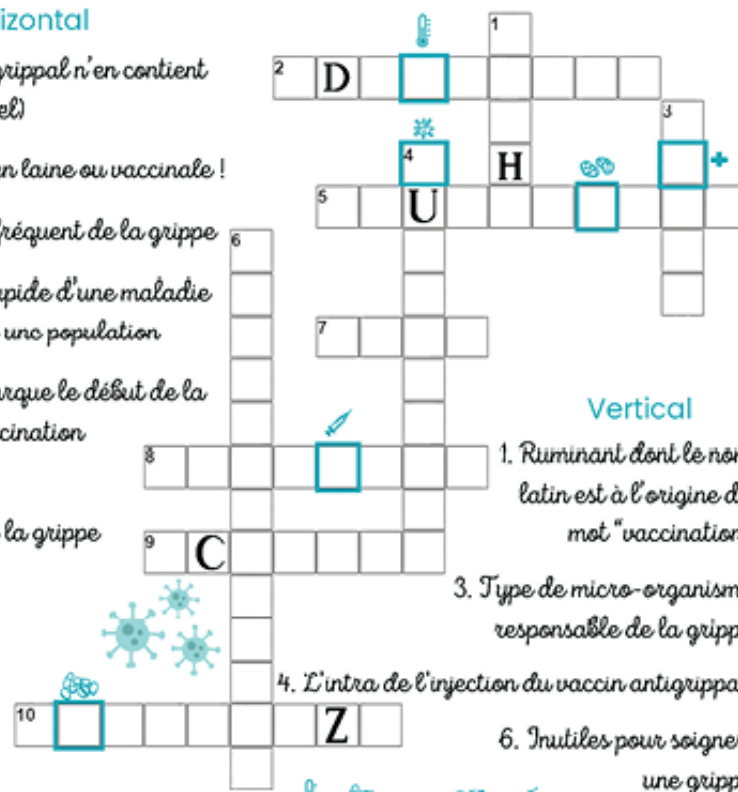 izontal
grippal n'en contient
el)
n laine ou vaccinale !
fréquent de la grippe
pide d'une maladie
une population
rque le début de la
cination
la grippe
1
2 D
3
4
H
5 U
6
7
8
9 C
10 Z
Vertical
1. Ruminant dont le no
latin est à l'origine d
mot "vaccination
3. Type de micro-organism
responsable de la gripp
4. L'intra de l'injection du vaccin antigrippa
6. Inutiles pour soigne
une gripp